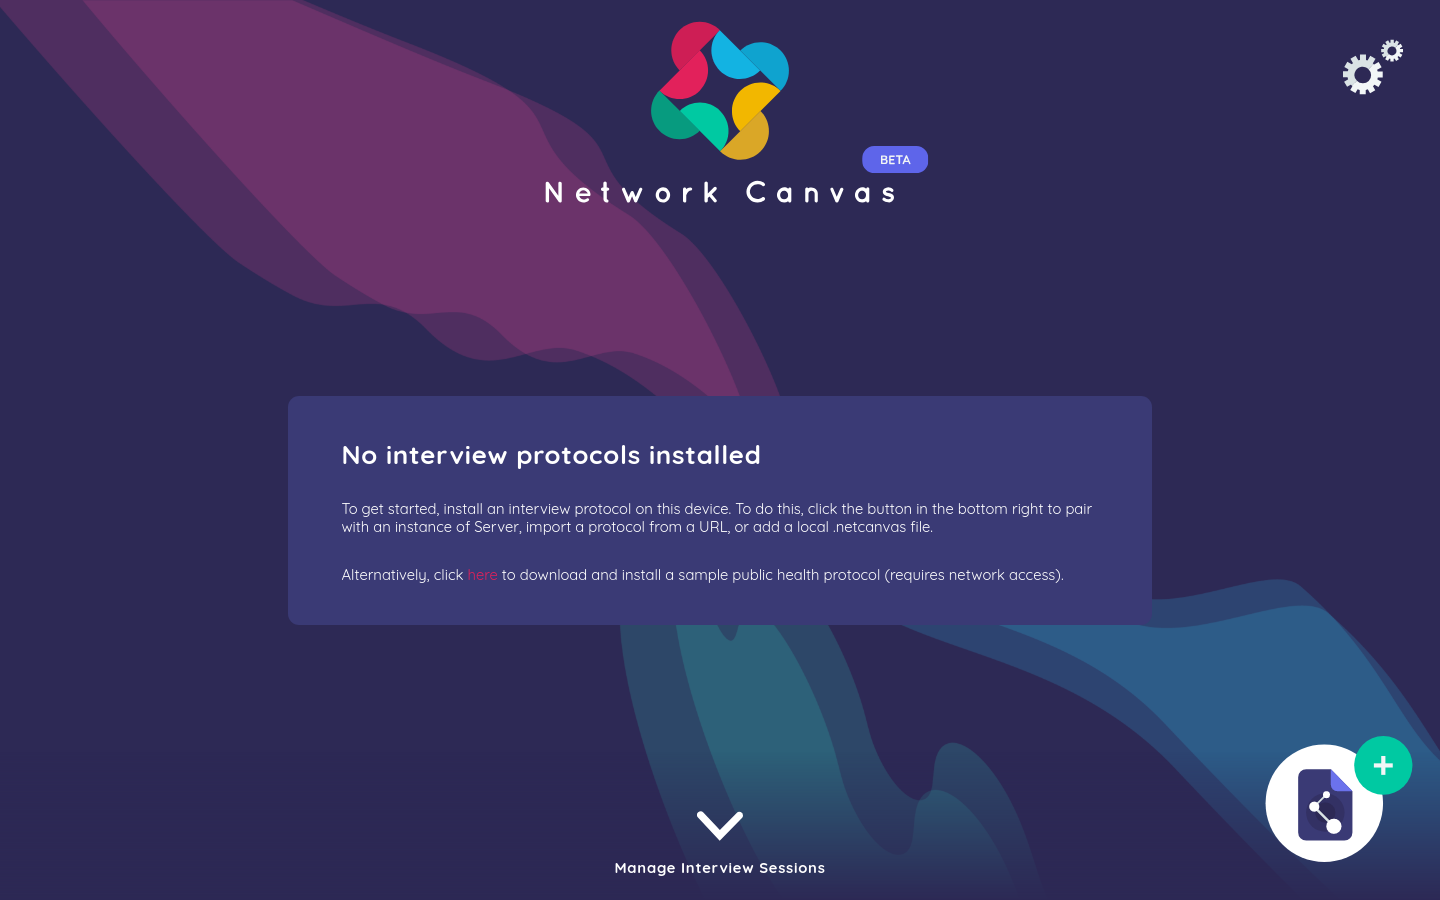 BETA
Network Canvas
No interview protocols installed
To get started, install an interview protocol on this device. To do this, click the button in the bottom right to pair
with an instance of Server, import a protocol from a URL, or add a local .netcanvas file.
Alternatively, click here to download and install a sample public health protocol (requires network access).
Manage Interview Sessions